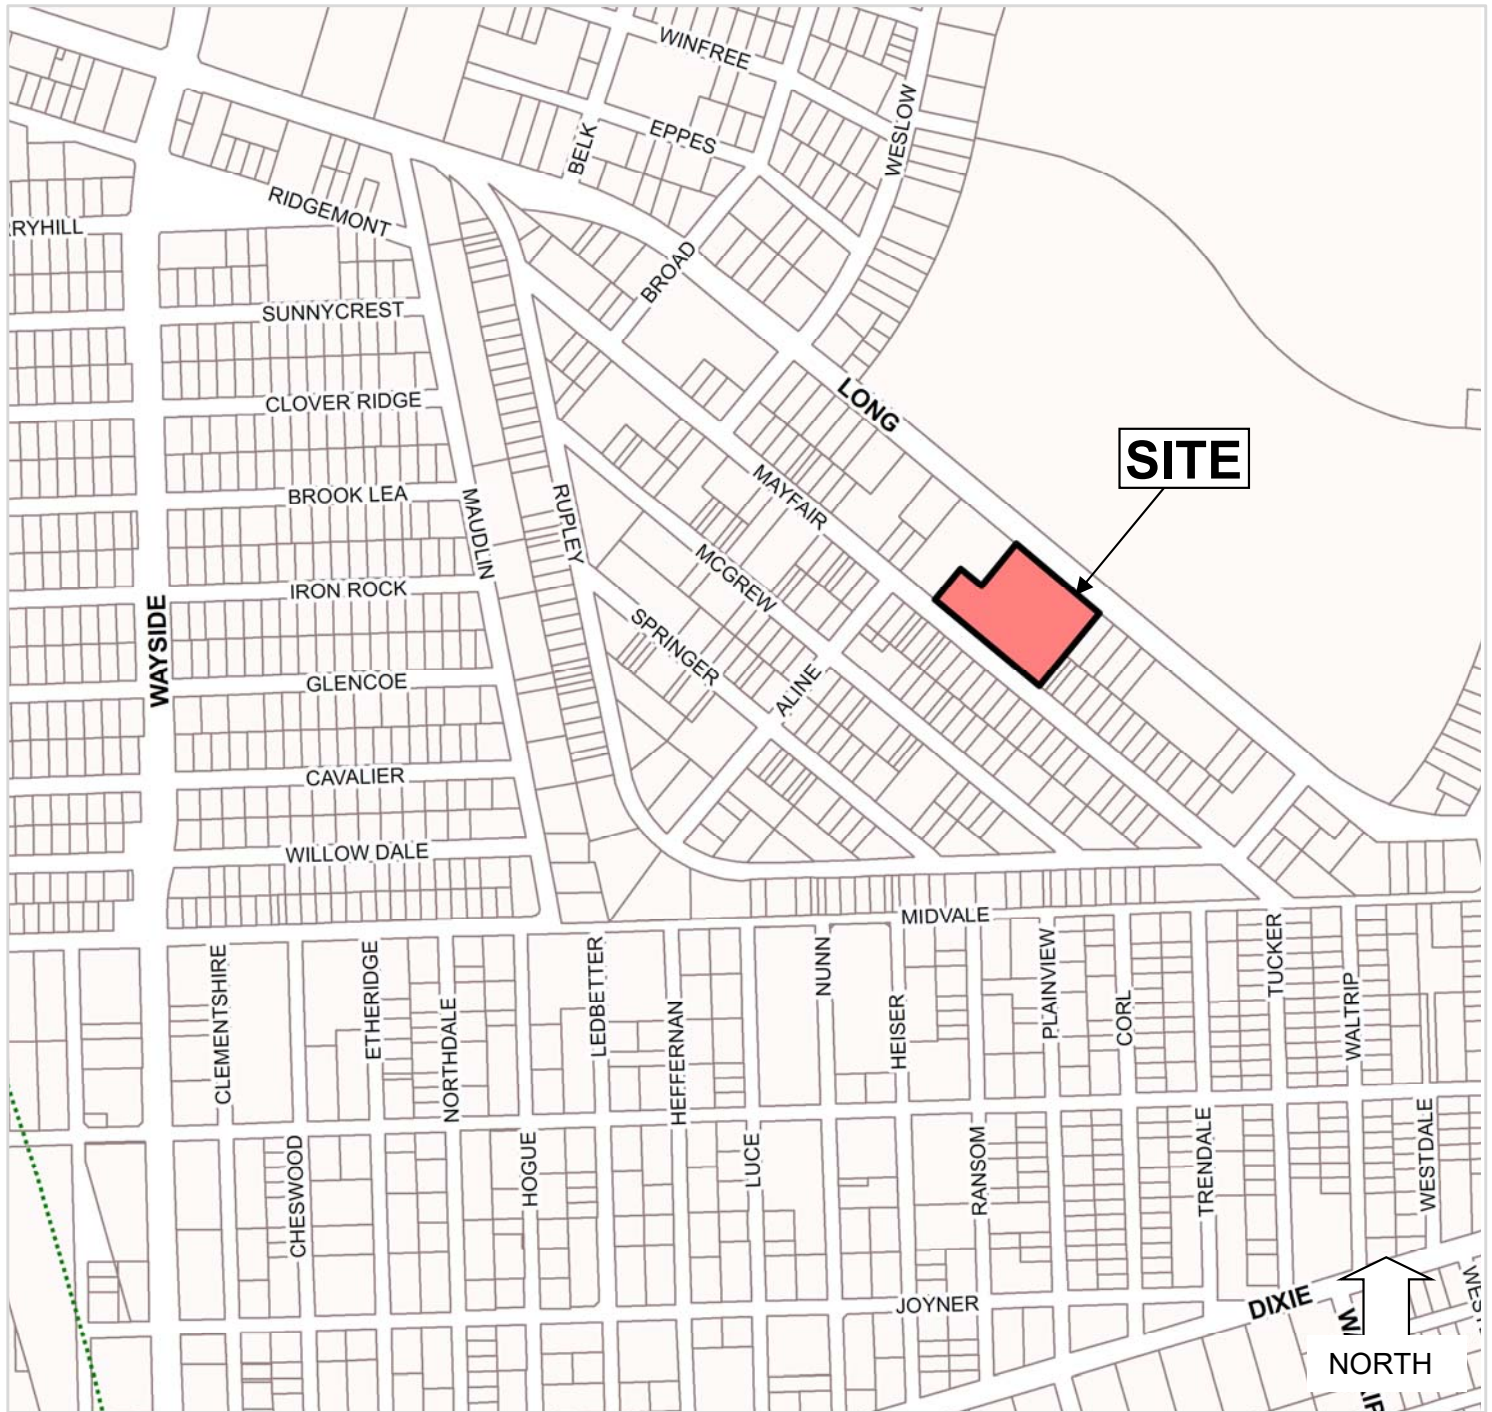 WINFREE
WESLOW
EPPES
BELK
RIDGEMONT
RRYHILL
BROAD
SUNNYCREST
LONG
CLOVER RIDGE
SITE
BROOK LEA
MAUDLIN
RUPLEY
MAYFAIR
MCGREW
IRON ROCK
WAYSIDE
SPRINGER
GLENCOE
ALINE
CAVALIER
WILLOW DALE
MIDVALE
CLEMENTSHIRE
ETHERIDGE
NORTHDALE
LEDBETTER
HEFFERNAN
NUNN
HEISER
PLAINVIEW
CORL
TUCKER
WALTRIP
CHESWOOD
HOGUE
LUCE
RANSOM
TRENDALE
WESTDALE
JOYNER
DIXIE
NORTH